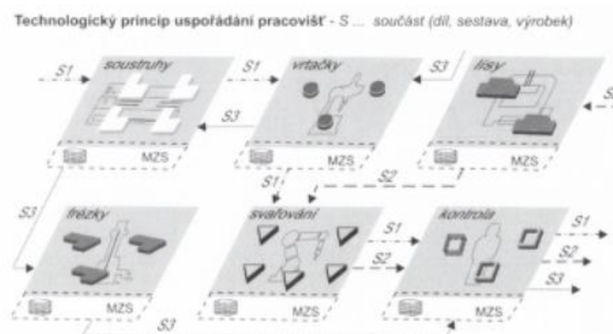 Technologický princip uspořádání pracovišť - S ... součást (díl, sestava, výrobek)
S1
soustruhy
S1
vrtačky
S3
lisy
S3
MZS
MZS
MZS
S1
S2
S3
frézky
svařování
S1
kontrola
S1
S2
S2
S3
MZS
MZS
MZS
S3